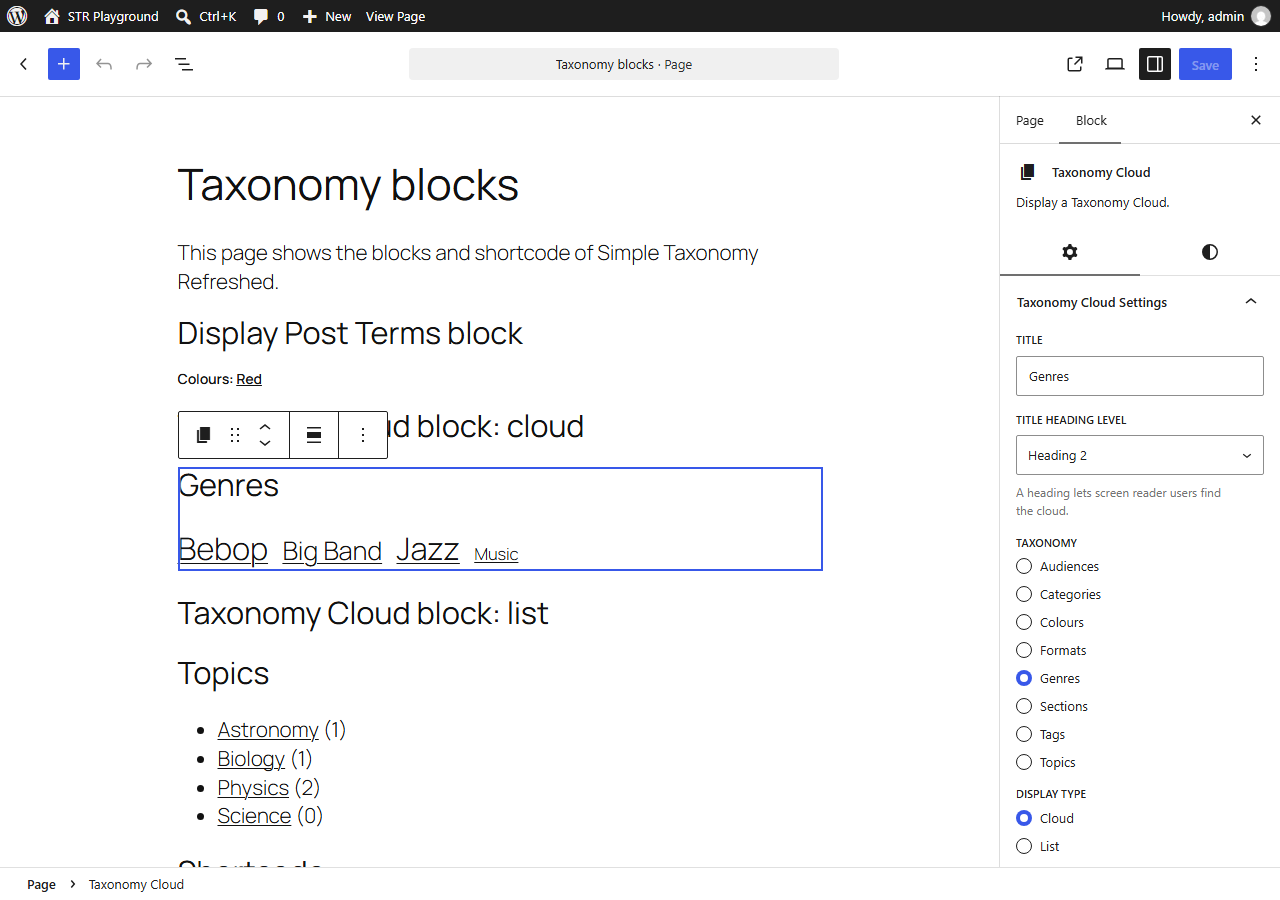 STR Playground
Ctrl+K
0
New
View Page
Howdy, admin
Taxonomy blocks · Page
Save
Page
Block
Taxonomy Cloud
Display a Taxonomy Cloud.
Taxonomy Cloud Settings
TITLE
Genres
TITLE HEADING LEVEL
Heading 2
A heading lets screen reader users find
the cloud.
TAXONOMY
Audiences
Categories
Colours
Formats
Genres
Sections
Tags
Topics
DISPLAY TYPE
Cloud
List
Taxonomy blocks
This page shows the blocks and shortcode of Simple Taxonomy
Refreshed.
Display Post Terms block
Colours: Red
ud block: cloud
Genres
Bebop Big Band Jazz Music
Taxonomy Cloud block: list
Topics
Astronomy (1)
Biology (1)
Physics (2)
Science (0)
Page
Taxonomy Cloud